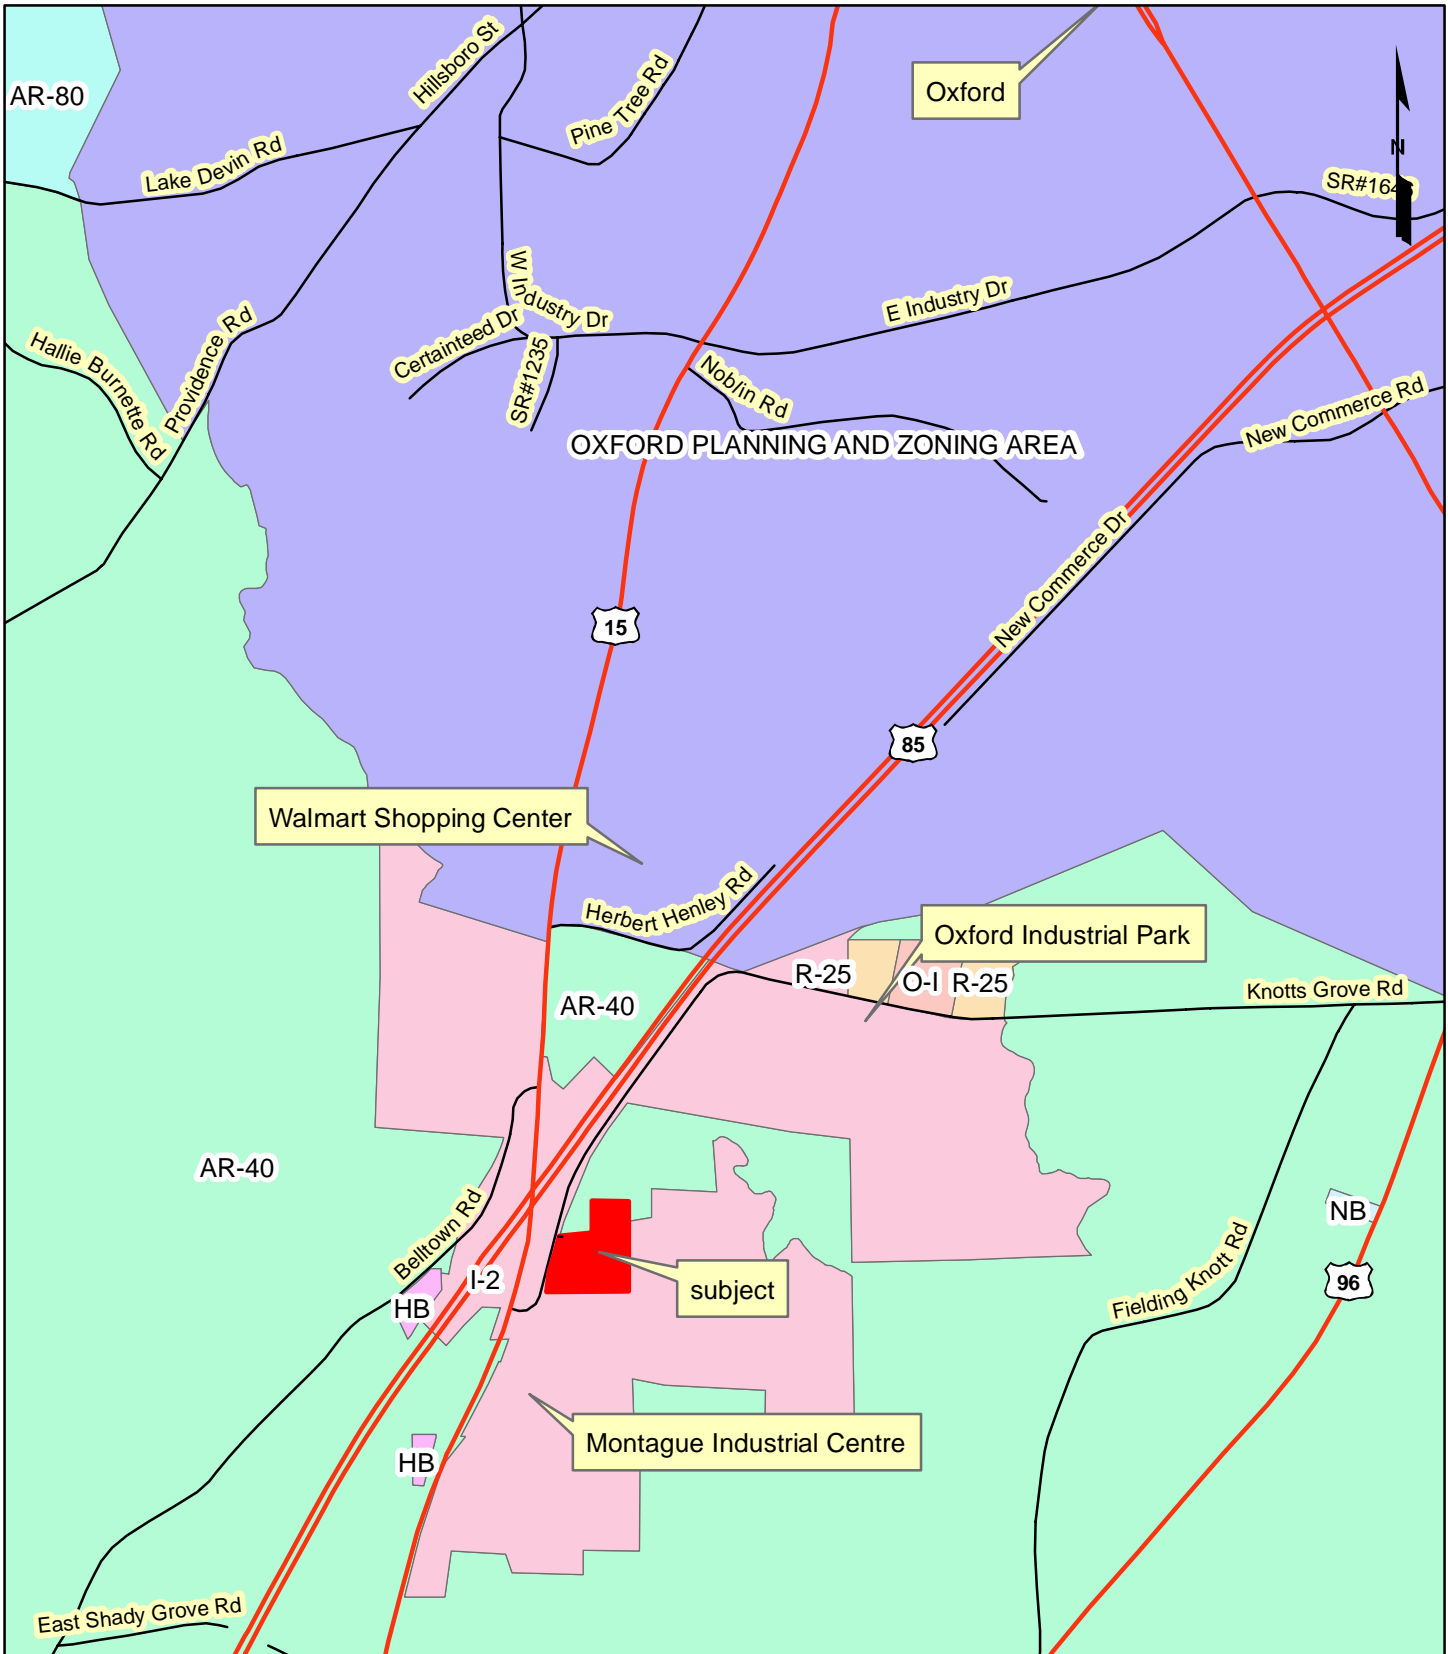 Hillsboro St
Pine Tree Rd
Oxford
AR-80
N
Lake Devin Rd
SR#1646
W Industry Dr
E Industry Dr
Providence Rd
Hallie Burnette Rd
Certainteed Dr
SR#1235
Noblin Rd
New Commerce Rd
OXFORD PLANNING AND ZONING AREA
New Commerce Dr
15
85
Walmart Shopping Center
Herbert Henley Rd
Oxford Industrial Park
R-25
O-I
R-25
Knotts Grove Rd
AR-40
AR-40
Belltown Rd
NB
Fielding Knott Rd
I-2
subject
96
HB
Montague Industrial Centre
HB
East Shady Grove Rd